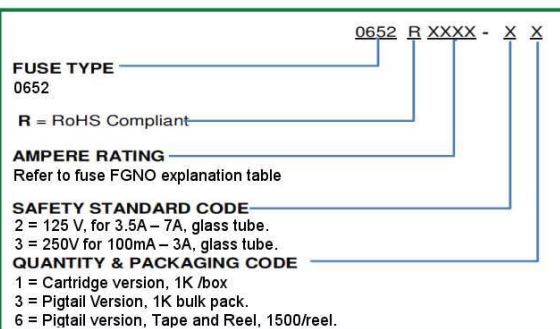 0652 R XXXX - X X
FUSE TYPE
0652
R = RoHS Compliant
AMPERE RATING
Refer to fuse FGNO explanation table
SAFETY STANDARD CODE
2 = 125 V, for 3.5A – 7A, glass tube.
3 = 250V for 100mA – 3A, glass tube.
QUANTITY & PACKAGING CODE
1 = Cartridge version, 1K /box
3 = Pigtail Version, 1K bulk pack.
6 = Pigtail version, Tape and Reel, 1500/reel.